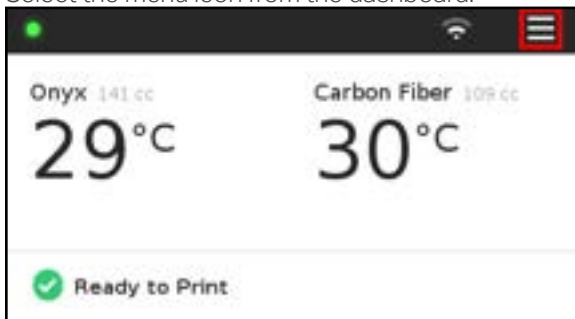 Select the menu icon from the dashboard.
Onyx 141 cc
Carbon Fiber 109 cc
29°C
30°C
Ready to Print